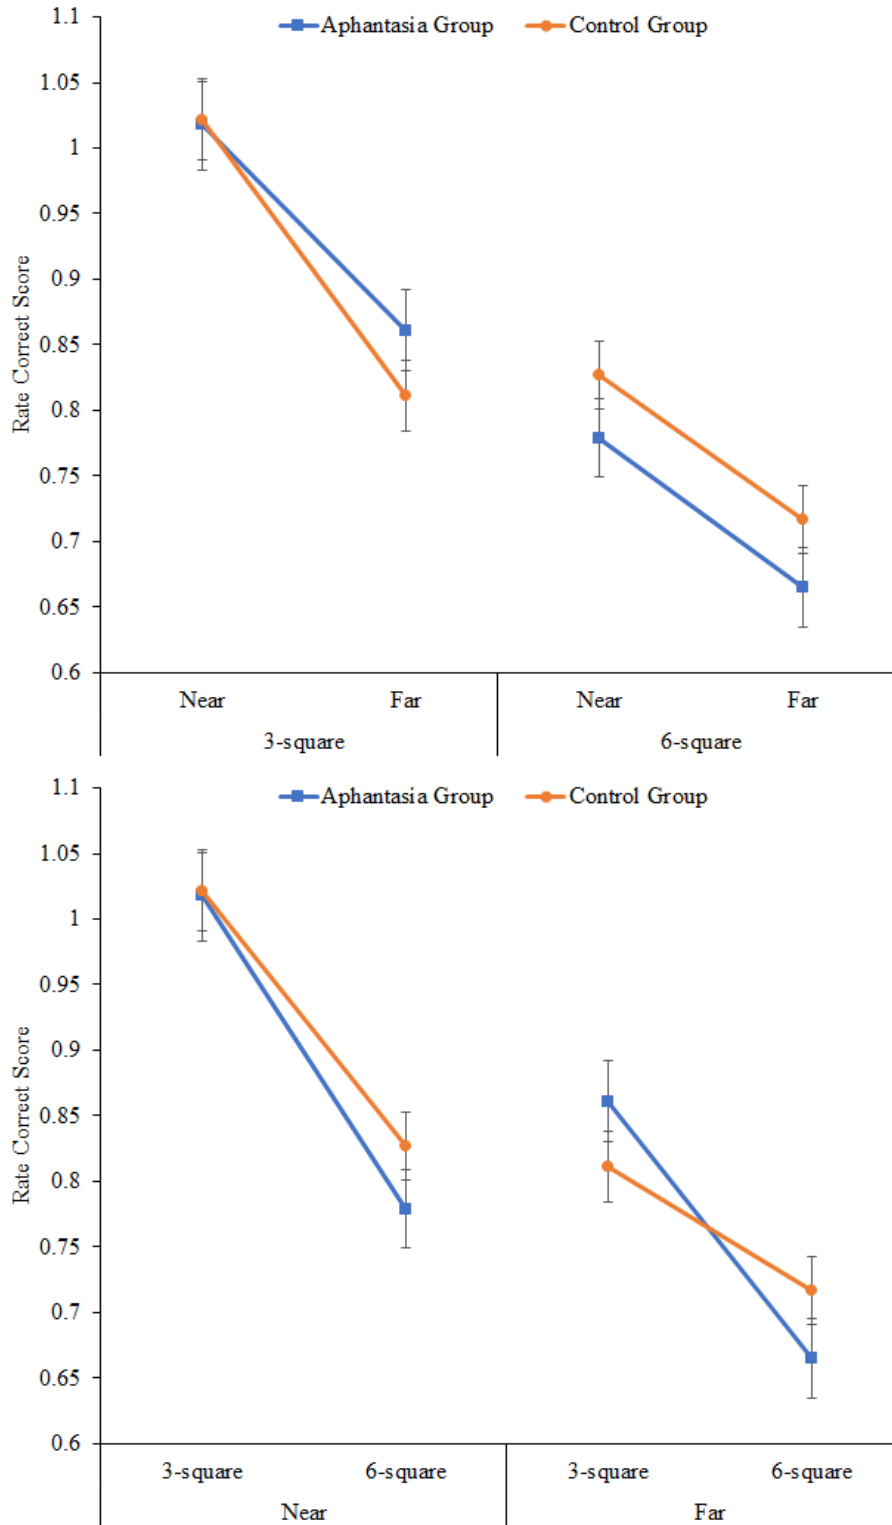 Aphantasia Group Control Group
Rate Correct Score
1.1
1.05
1
0.95
0.9
0.85
0.8
0.75
0.7
0.65
0.6
Near Far Near Far
3-square 6-square
Aphantasia Group Control Group
Rate Correct Score
1.1
1.05
1
0.95
0.9
0.85
0.8
0.75
0.7
0.65
0.6
3-square 6-square 3-square 6-square
Near Far